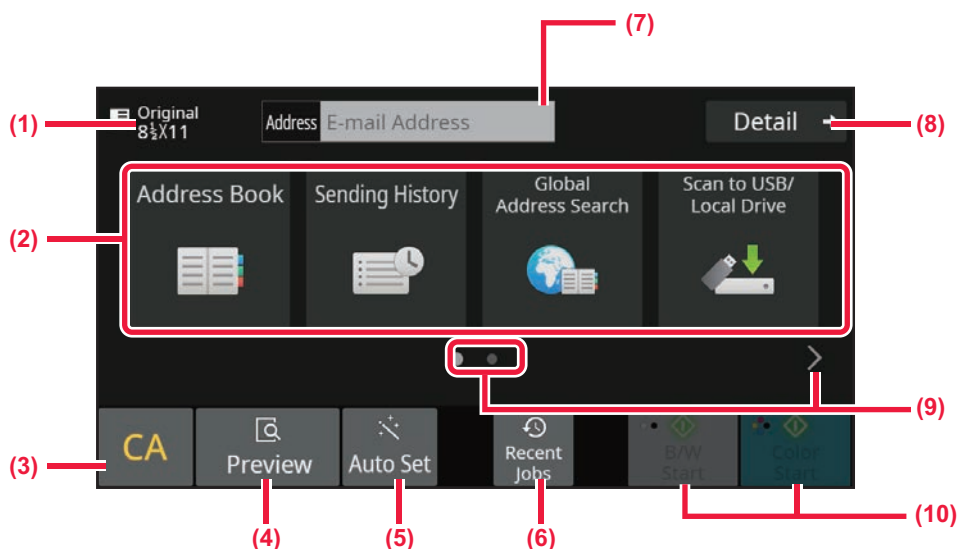 (7)
(1)
Original
8½X11
Address
E-mail Address
Detail
(8)
(2)
Address Book
Sending History
Global
Address Search
Scan to USB/
Local Drive
(9)
(3)
CA
Preview
Auto Set
Recent
Jobs
B/W
Start
Color
Start
(10)
(4)
(5)
(6)